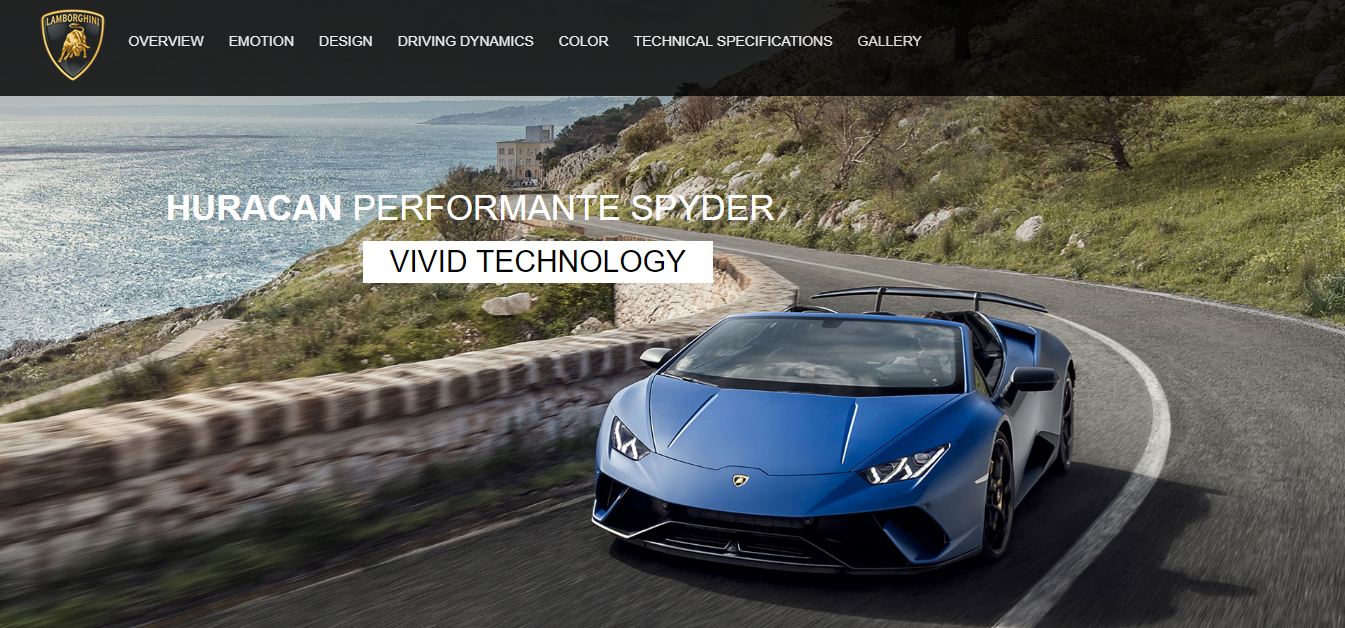 LAMBORGHINI
OVERVIEW EMOTION DESIGN DRIVING DYNAMICS COLOR TECHNICAL SPECIFICATIONS GALLERY
HURACAN PERFORMANTE SPYDER
VIVID TECHNOLOGY